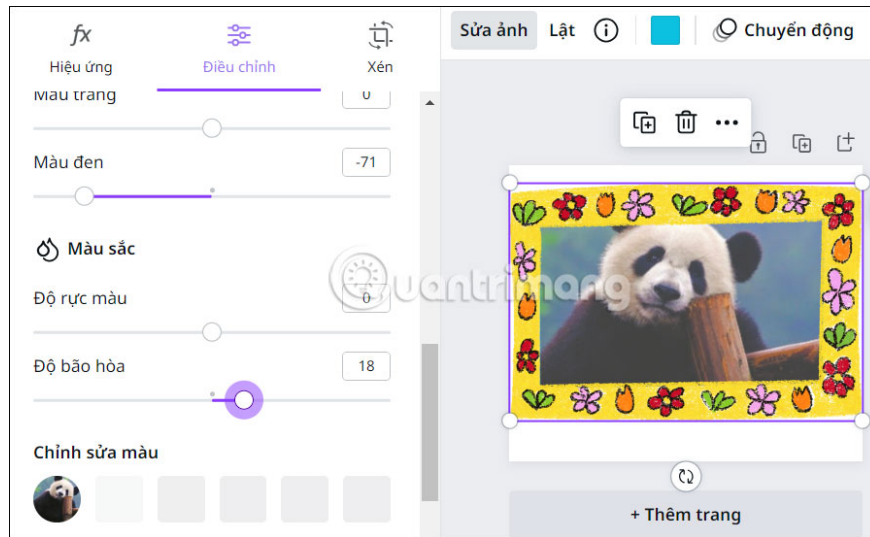 fx
Hiệu ứng
Điều chỉnh
Xén
Màu trắng
0
Màu đen
-71
Màu sắc
Độ rực màu
0
Độ bão hòa
18
Chỉnh sửa màu
Sửa ảnh
Lật
Chuyển động
uantrimang
+ Thêm trang